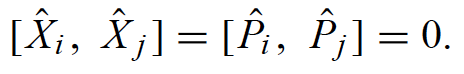 [X̂ᵢ, X̂ⱼ] = [P̂ᵢ, P̂ⱼ] = 0.